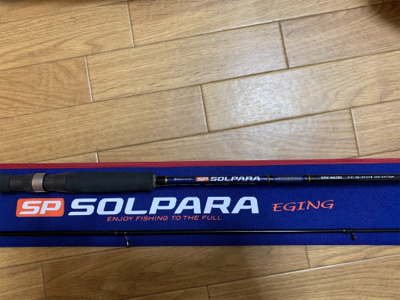 SP SOLPARA
SP SOLPARA
ENJOY FISHING TO THE FULL
EGING